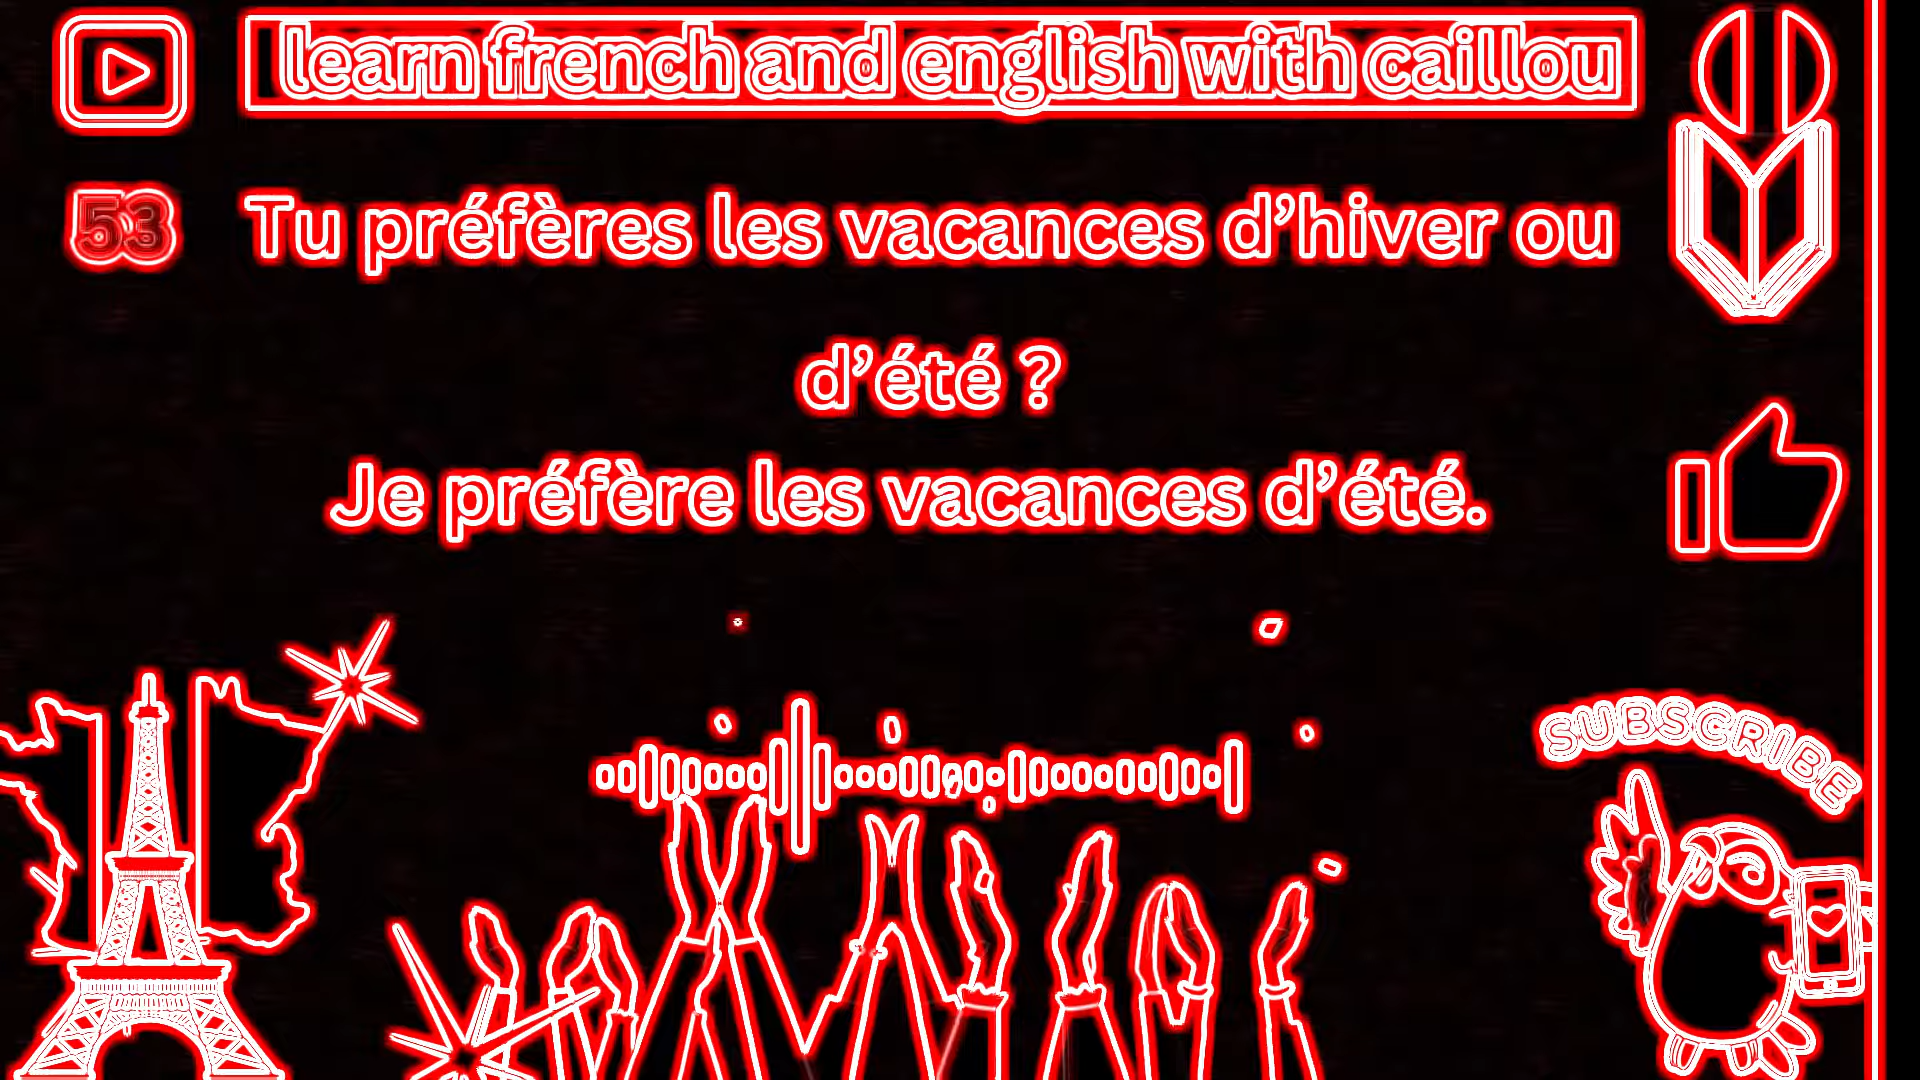 learn french and english with caillou
53
Tu préfères les vacances d’hiver ou
d’été ?
Je préfère les vacances d’été.
SUBSCRIBE